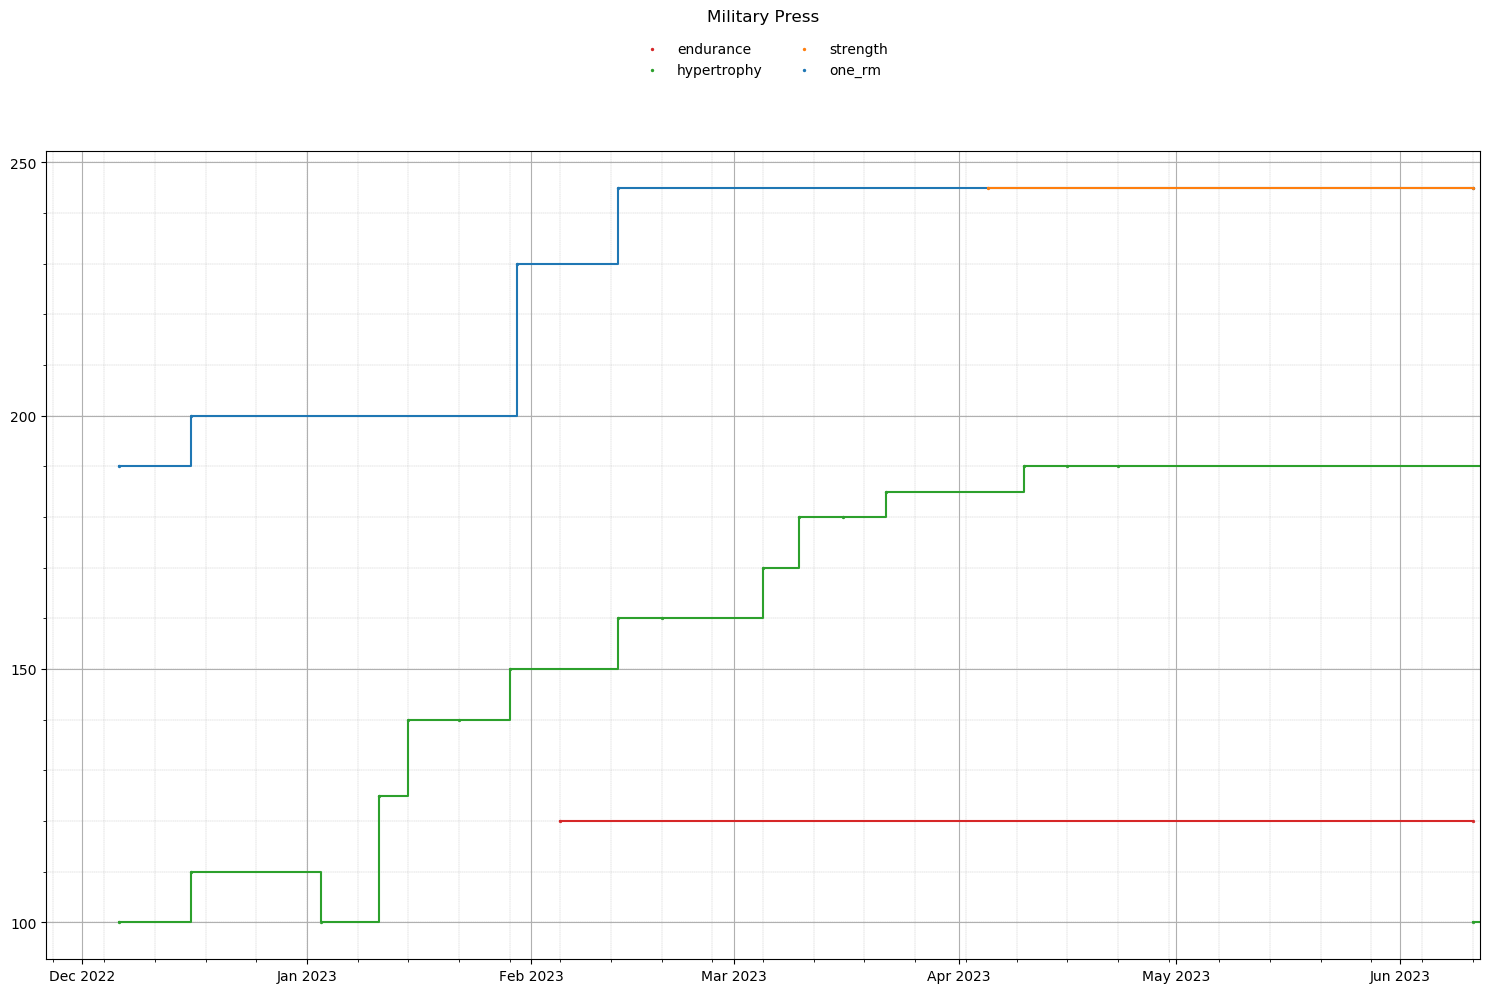 Military Press
endurance strength
hypertrophy one_rm
250
200
150
100
Dec 2022 Jan 2023 Feb 2023 Mar 2023 Apr 2023 May 2023 Jun 2023